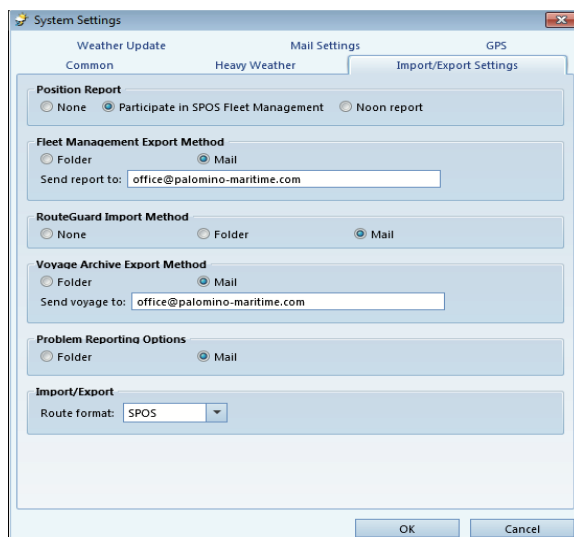 System Settings
Weather Update Mail Settings GPS
Common Heavy Weather Import/Export Settings
Position Report
None Participate in SPOS Fleet Management Noon report
Fleet Management Export Method
Folder Mail
Send report to: office@palomino-maritime.com
RouteGuard Import Method
None Folder Mail
Voyage Archive Export Method
Folder Mail
Send voyage to: office@palomino-maritime.com
Problem Reporting Options
Folder Mail
Import/Export
Route format: SPOS
OK Cancel